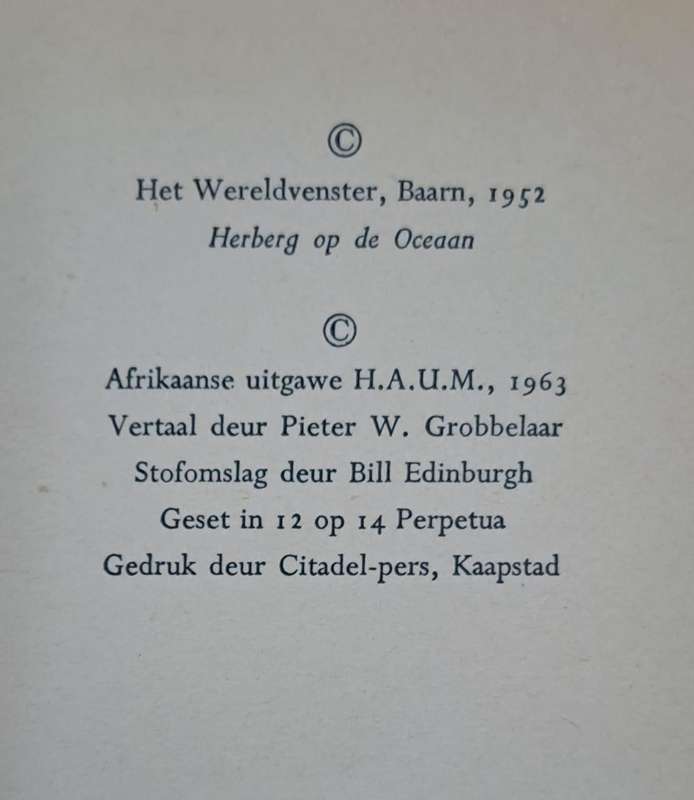 ©
Het Wereldvenster, Baarn, 1952
Herberg op de Oceaan
©
Afrikaanse uitgawe H.A.U.M., 1963
Vertaal deur Pieter W. Grobbelaar
Stofomslag deur Bill Edinburgh
Geset in 12 op 14 Perpetua
Gedruk deur Citadel-pers, Kaapstad